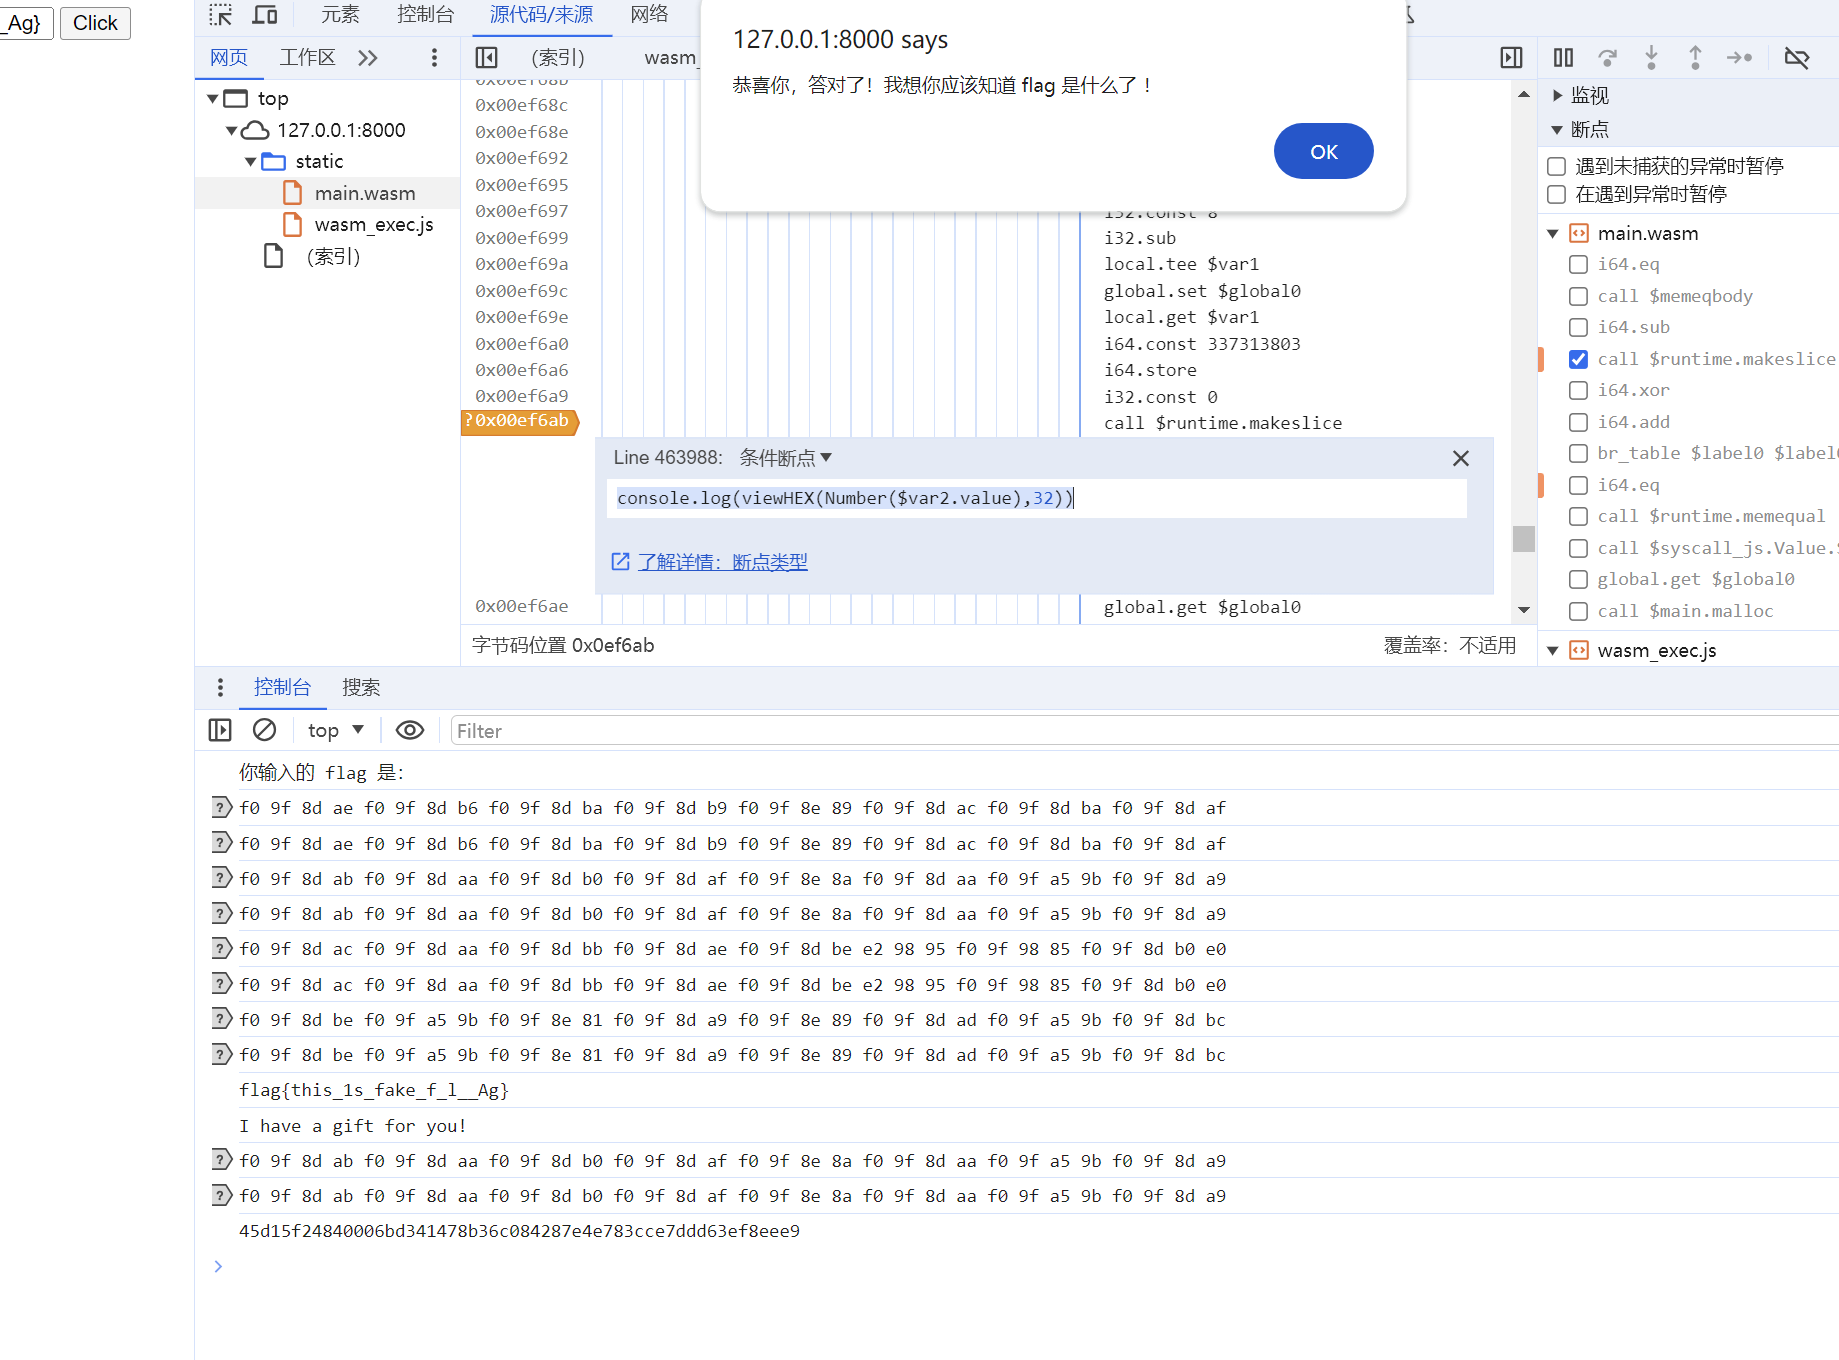 _Ag}
Click
元素
控制台
源代码/来源
网络
网页
工作区
(索引)
wasm_
127.0.0.1:8000 says
恭喜你，答对了！我想你应该知道 flag 是什么了！
OK
top
127.0.0.1:8000
static
main.wasm
wasm_exec.js
(索引)
0x00ef68b
0x00ef68c
0x00ef68e
0x00ef692
0x00ef695
0x00ef697 i32.const 8
0x00ef699 i32.sub
0x00ef69a local.tee $var1
0x00ef69c global.set $global0
0x00ef69e local.get $var1
0x00ef6a0 i64.const 337313803
0x00ef6a6 i64.store
0x00ef6a9 i32.const 0
?0x00ef6ab call $runtime.makeslice
Line 463988: 条件断点
console.log(viewHEX(Number($var2.value),32))
了解详情：断点类型
0x00ef6ae global.get $global0
字节码位置 0x0ef6ab
覆盖率：不适用
监视
断点
遇到未捕获的异常时暂停
在遇到异常时暂停
main.wasm
i64.eq
call $memeqbody
i64.sub
call $runtime.makeslice
i64.xor
i64.add
br_table $label0 $label
i64.eq
call $runtime.memequal
call $syscall_js.Value.
global.get $global0
call $main.malloc
wasm_exec.js
控制台
搜索
top
Filter
你输入的 flag 是:
f0 9f 8d ae f0 9f 8d b6 f0 9f 8d ba f0 9f 8d b9 f0 9f 8e 89 f0 9f 8d ac f0 9f 8d ba f0 9f 8d af
f0 9f 8d ae f0 9f 8d b6 f0 9f 8d ba f0 9f 8d b9 f0 9f 8e 89 f0 9f 8d ac f0 9f 8d ba f0 9f 8d af
f0 9f 8d ab f0 9f 8d aa f0 9f 8d b0 f0 9f 8d af f0 9f 8e 8a f0 9f 8d aa f0 9f a5 9b f0 9f 8d a9
f0 9f 8d ab f0 9f 8d aa f0 9f 8d b0 f0 9f 8d af f0 9f 8e 8a f0 9f 8d aa f0 9f a5 9b f0 9f 8d a9
f0 9f 8d ac f0 9f 8d aa f0 9f 8d bb f0 9f 8d ae f0 9f 8d be e2 98 95 f0 9f 98 85 f0 9f 8d b0 e0
f0 9f 8d ac f0 9f 8d aa f0 9f 8d bb f0 9f 8d ae f0 9f 8d be e2 98 95 f0 9f 98 85 f0 9f 8d b0 e0
f0 9f 8d be f0 9f a5 9b f0 9f 8e 81 f0 9f 8d a9 f0 9f 8e 89 f0 9f 8d ad f0 9f a5 9b f0 9f 8d bc
f0 9f 8d be f0 9f a5 9b f0 9f 8e 81 f0 9f 8d a9 f0 9f 8e 89 f0 9f 8d ad f0 9f a5 9b f0 9f 8d bc
flag{this_1s_fake_f_l__Ag}
I have a gift for you!
f0 9f 8d ab f0 9f 8d aa f0 9f 8d b0 f0 9f 8d af f0 9f 8e 8a f0 9f 8d aa f0 9f a5 9b f0 9f 8d a9
f0 9f 8d ab f0 9f 8d aa f0 9f 8d b0 f0 9f 8d af f0 9f 8e 8a f0 9f 8d aa f0 9f a5 9b f0 9f 8d a9
45d15f24840006bd341478b36c084287e4e783cce7ddd63ef8eee9